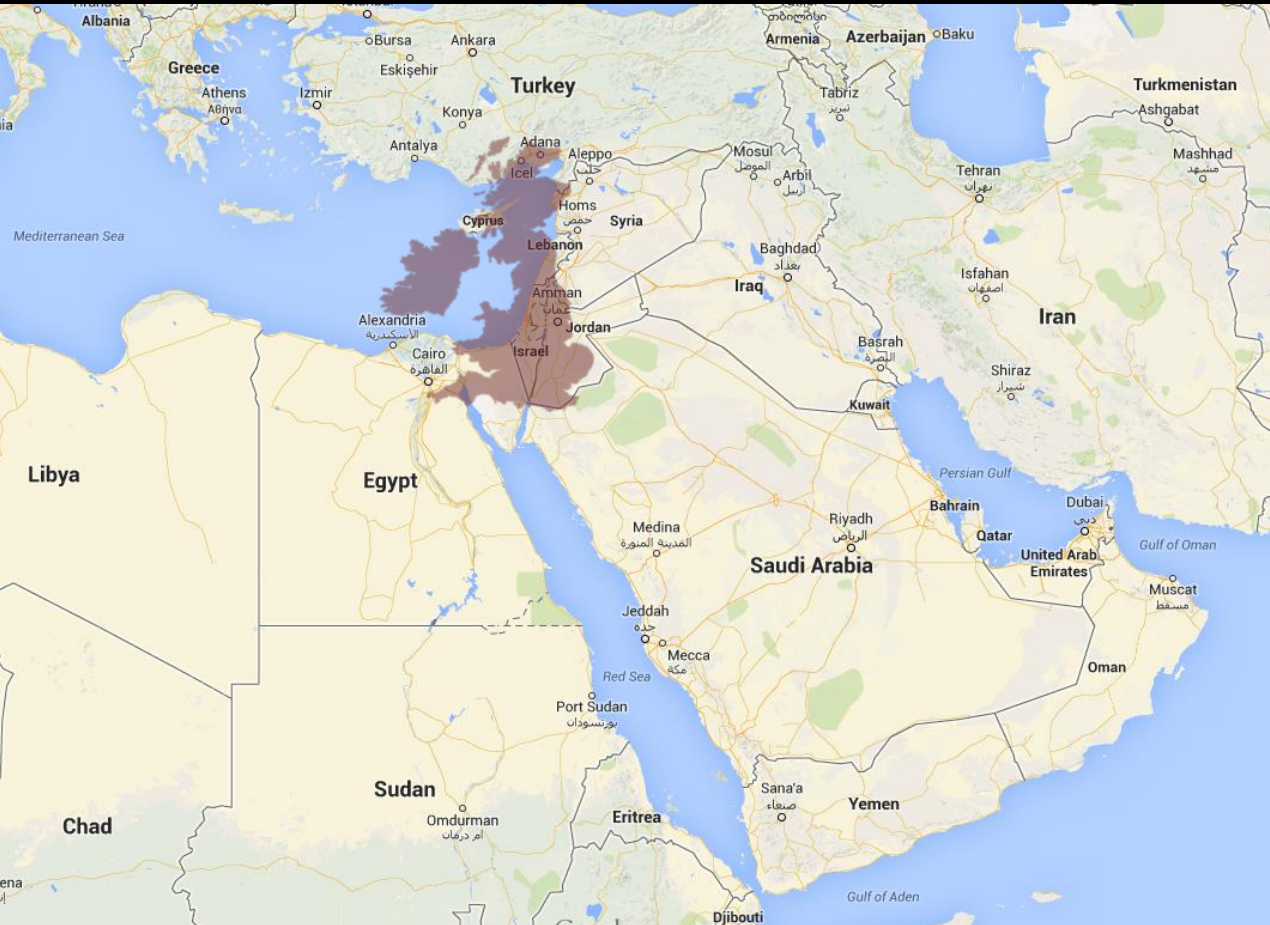 Albania
Armenia
Azerbaijan
Baku
Bursa
Ankara
Greece
Eskişehir
Turkey
Turkmenistan
Athens
Αθήνα
Izmir
Tabriz
تبریز
Ashgabat
Konya
Antalya
Adana
Aleppo
حلب
Mosul
الموصل
Mashhad
مشهد
Icel
Arbil
أربيل
Tehran
تهران
Cyprus
Homs
حمص
Syria
Mediterranean Sea
Lebanon
Baghdad
بغداد
Isfahan
اصفهان
Iraq
Amman
عمان
Iran
Alexandria
الأسكندرية
Jordan
Cairo
القاهرة
Israel
Basrah
البصرة
Shiraz
شیراز
Kuwait
Libya
Egypt
Persian Gulf
Bahrain
Dubai
دبي
Medina
المدينة المنورة
Riyadh
الرياض
Qatar
Gulf of Oman
Saudi Arabia
United Arab
Emirates
Muscat
مسقط
Jeddah
جدة
Mecca
مكة
Oman
Red Sea
Port Sudan
بورتسودان
Sudan
Sana'a
صنعاء
Yemen
Chad
Omdurman
ام درمان
Eritrea
Gulf of Aden
Djibouti